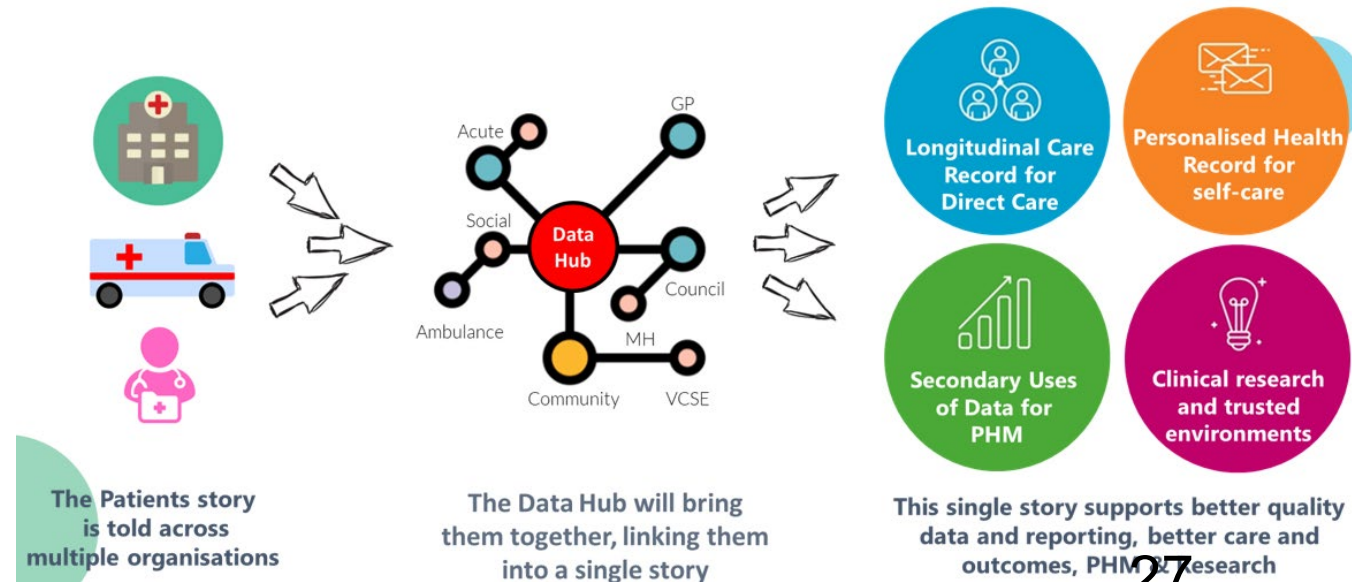 The Patients story
is told across
multiple organisations
Acute
GP
Social
Data
Hub
Council
Ambulance
MH
Community
VCSE
The Data Hub will bring
them together, linking them
into a single story
Longitudinal Care
Record for
Direct Care
Personalised Health
Record for
self-care
Secondary Uses
of Data for
PHM
Clinical research
and trusted
environments
This single story supports better quality
data and reporting, better care and
outcomes, PHM & Research
27